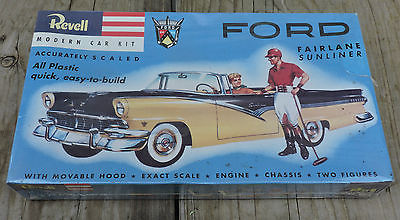 Revell
MODERN CAR KIT
ACCURATELY SCALED
All Plastic
quick, easy-to-build
FORD
FORD
FAIRLANE
SUNLINER
WITH MOVABLE HOOD • EXACT SCALE • ENGINE • CHASSIS • TWO FIGURES